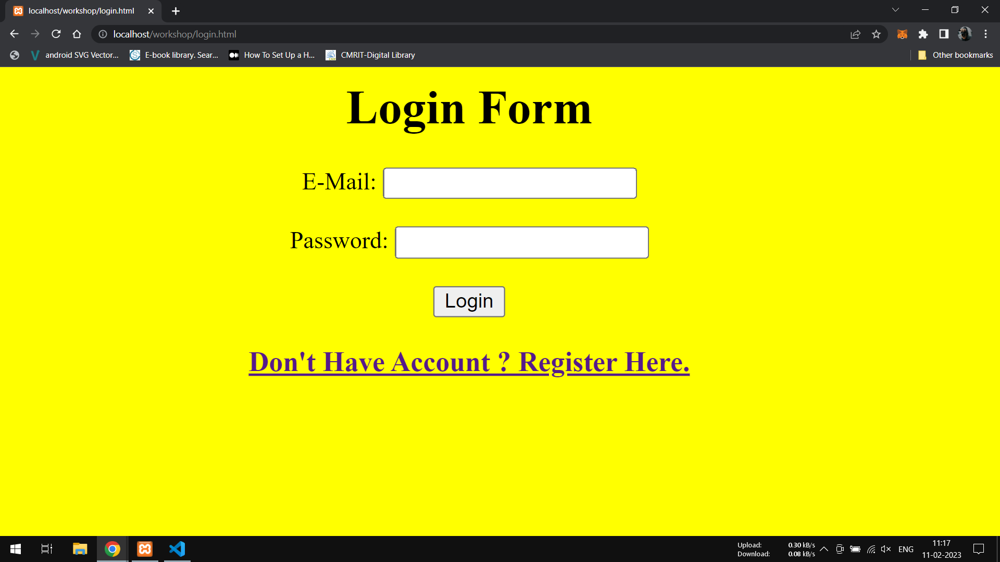 localhost/workshop/login.html
localhost/workshop/login.html
android SVG Vector... E-book library. Sear... How To Set Up a H... CMRIT-Digital Library Other bookmarks
Login Form
E-Mail:
Password:
Login
Don't Have Account ? Register Here.
Upload: 0.30 kB/s
Download: 0.08 kB/s
ENG
11:17
11-02-2023